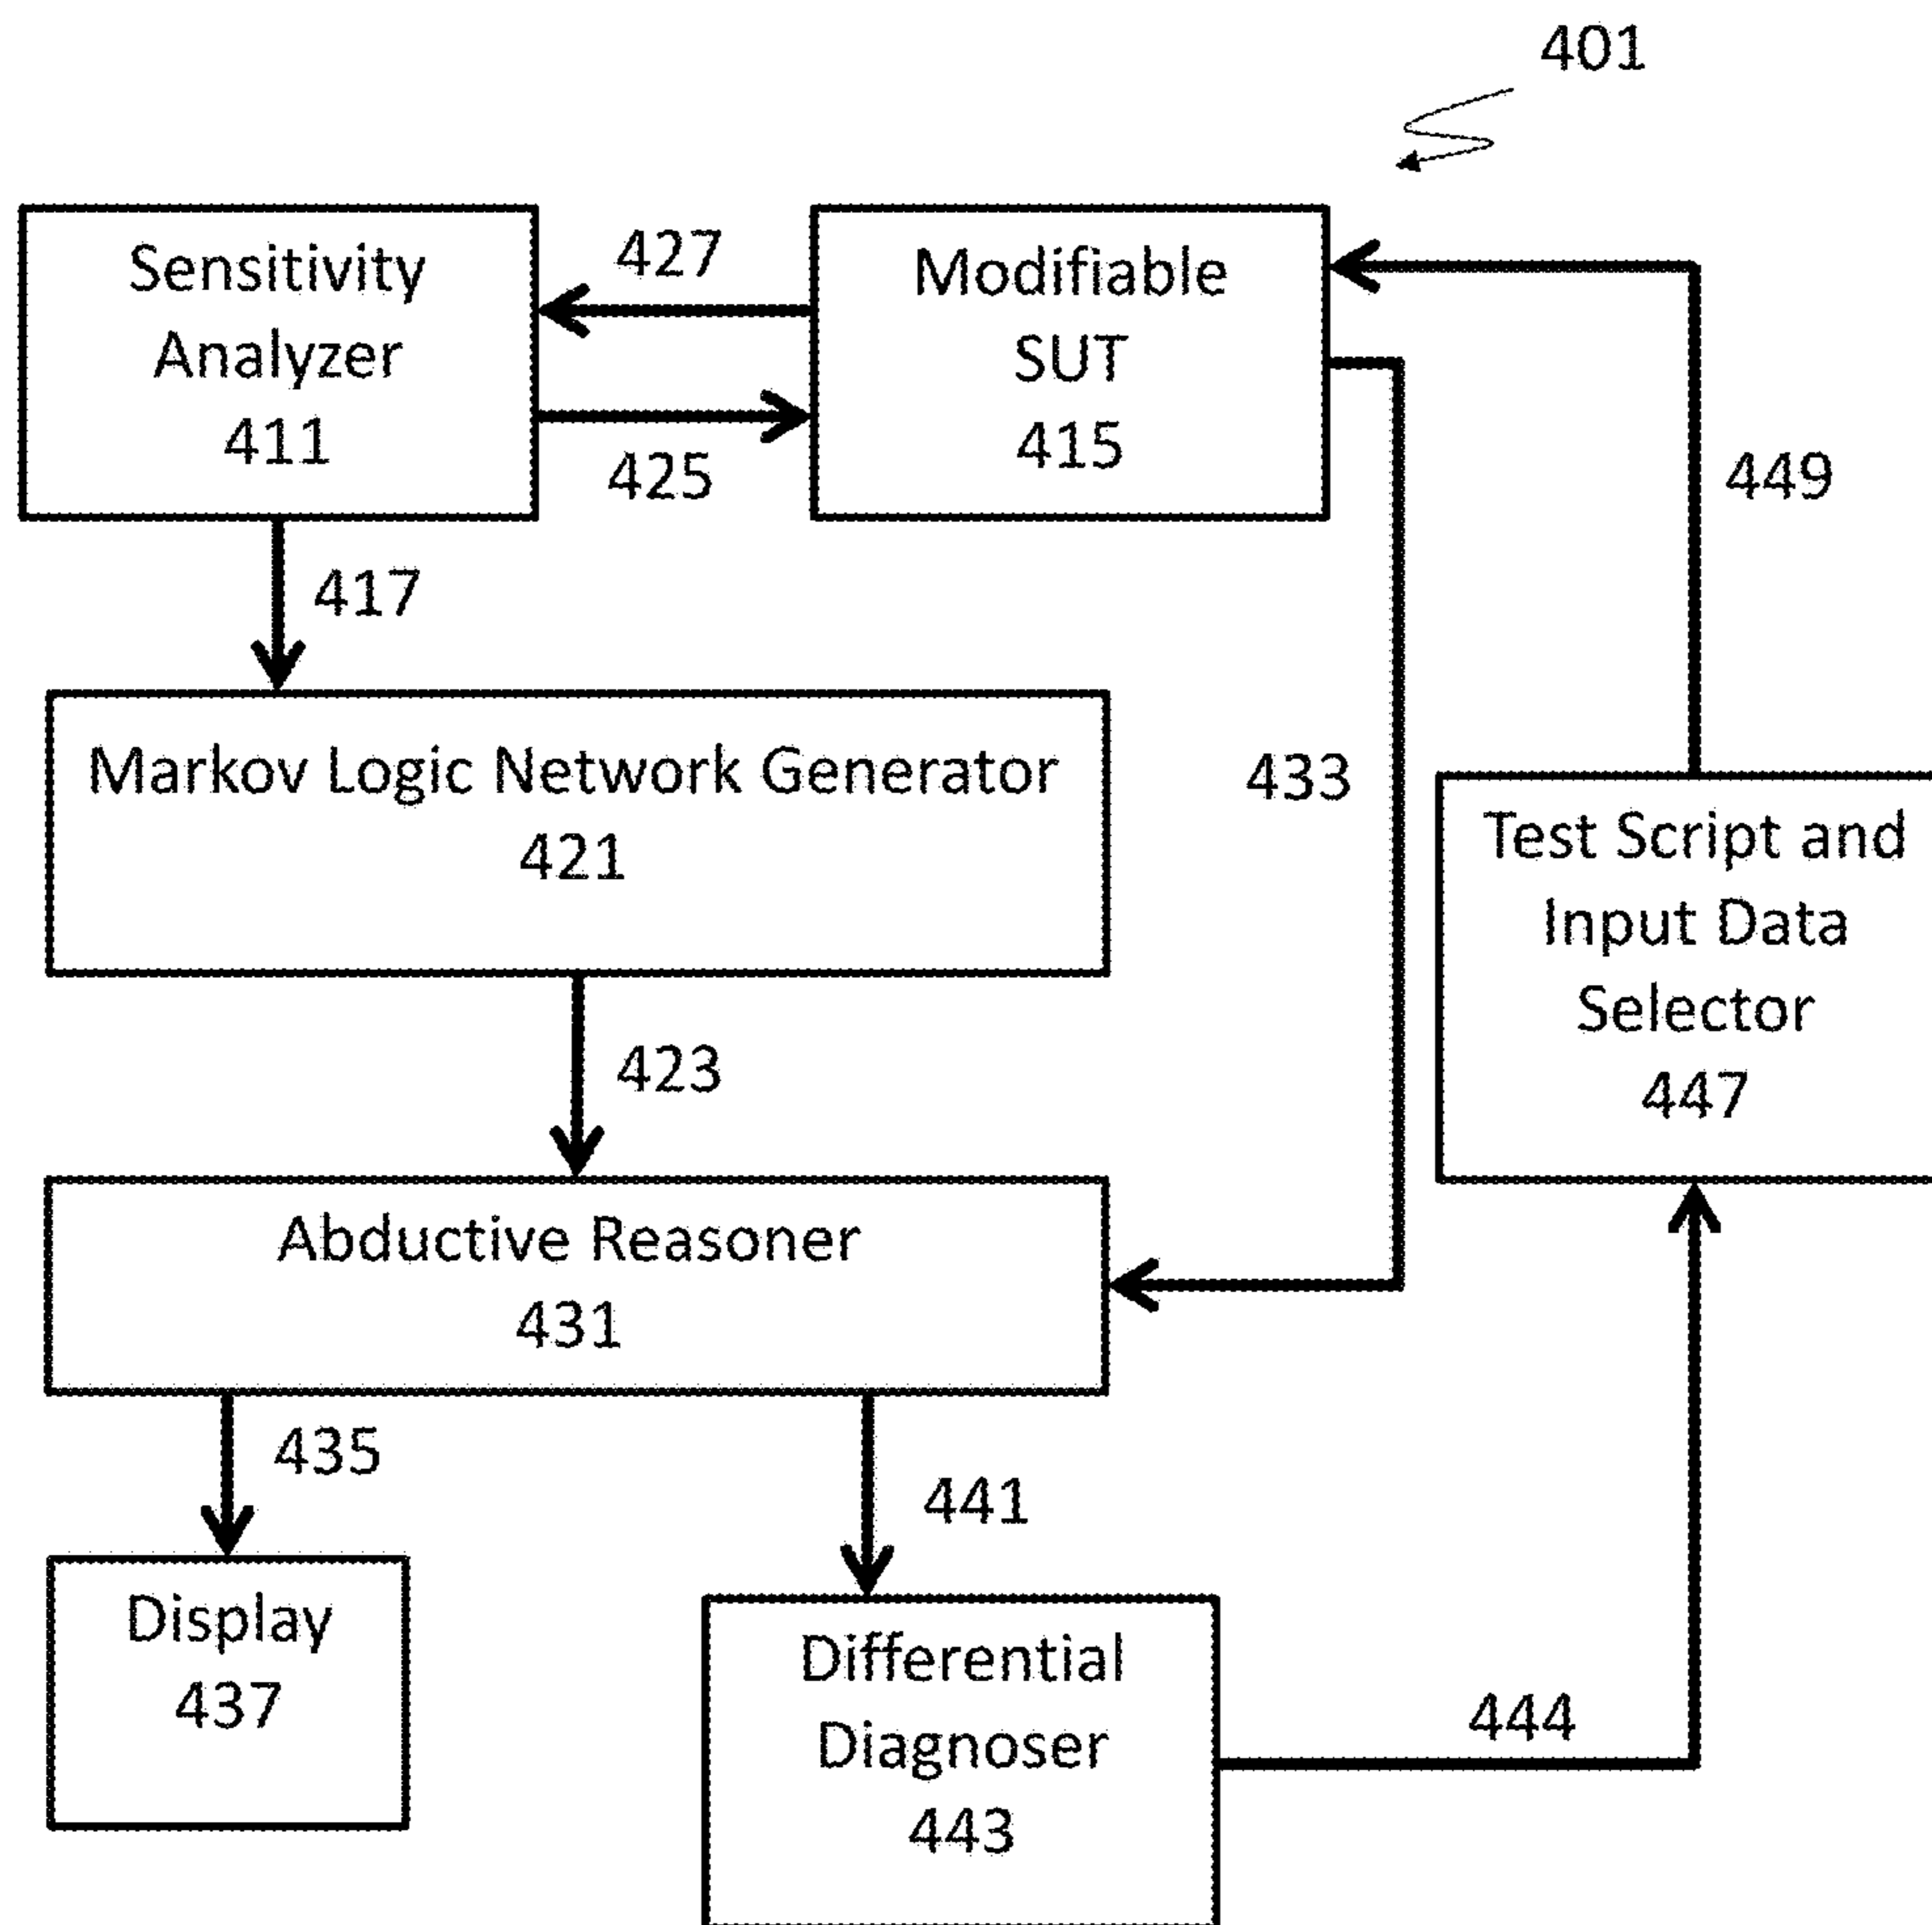 401
Sensitivity
Analyzer
411
427
425
Modifiable
SUT
415
449
417
Markov Logic Network Generator
421
433
Test Script and
Input Data
Selector
447
423
Abductive Reasoner
431
435
441
Display
437
Differential
Diagnoser
443
444